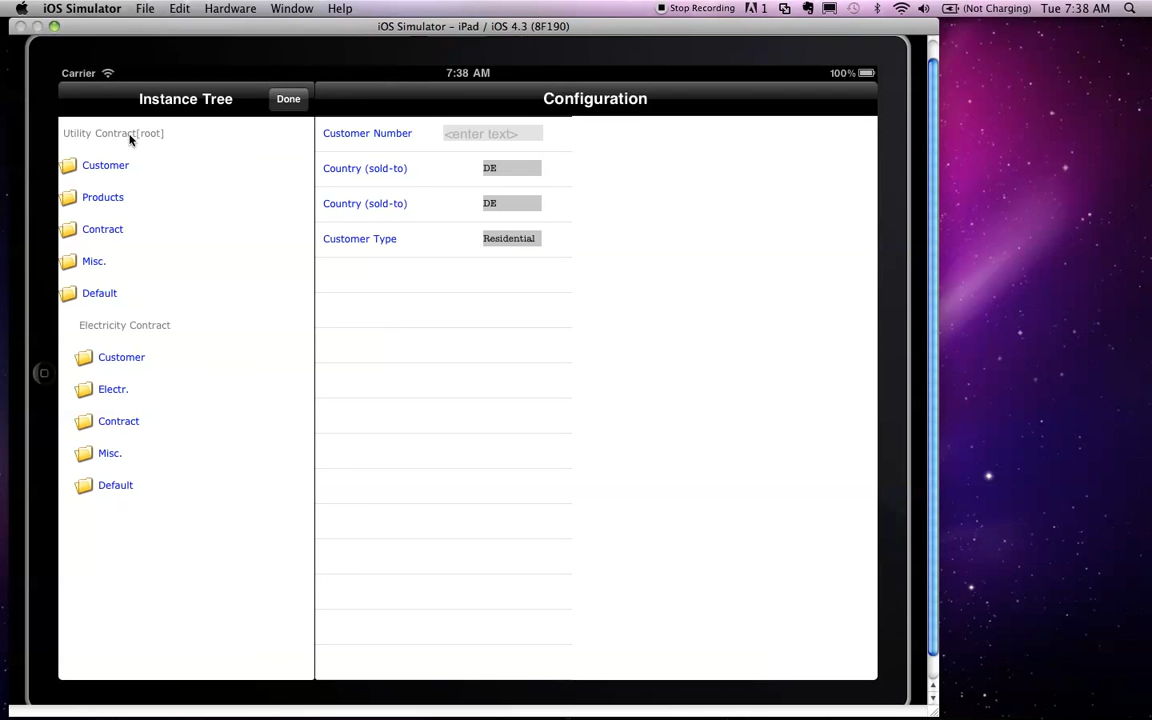 iOS Simulator File Edit Hardware Window Help Stop Recording 1 (Not Charging) Tue 7:38 AM
iOS Simulator – iPad / iOS 4.3 (8F190)
Carrier 7:38 AM 100%
Instance Tree Done Configuration
Utility Contract[root]
Customer
Products
Contract
Misc.
Default
Electricity Contract
Customer
Electr.
Contract
Misc.
Default
Customer Number <enter text>
Country (sold-to) DE
Country (sold-to) DE
Customer Type Residential